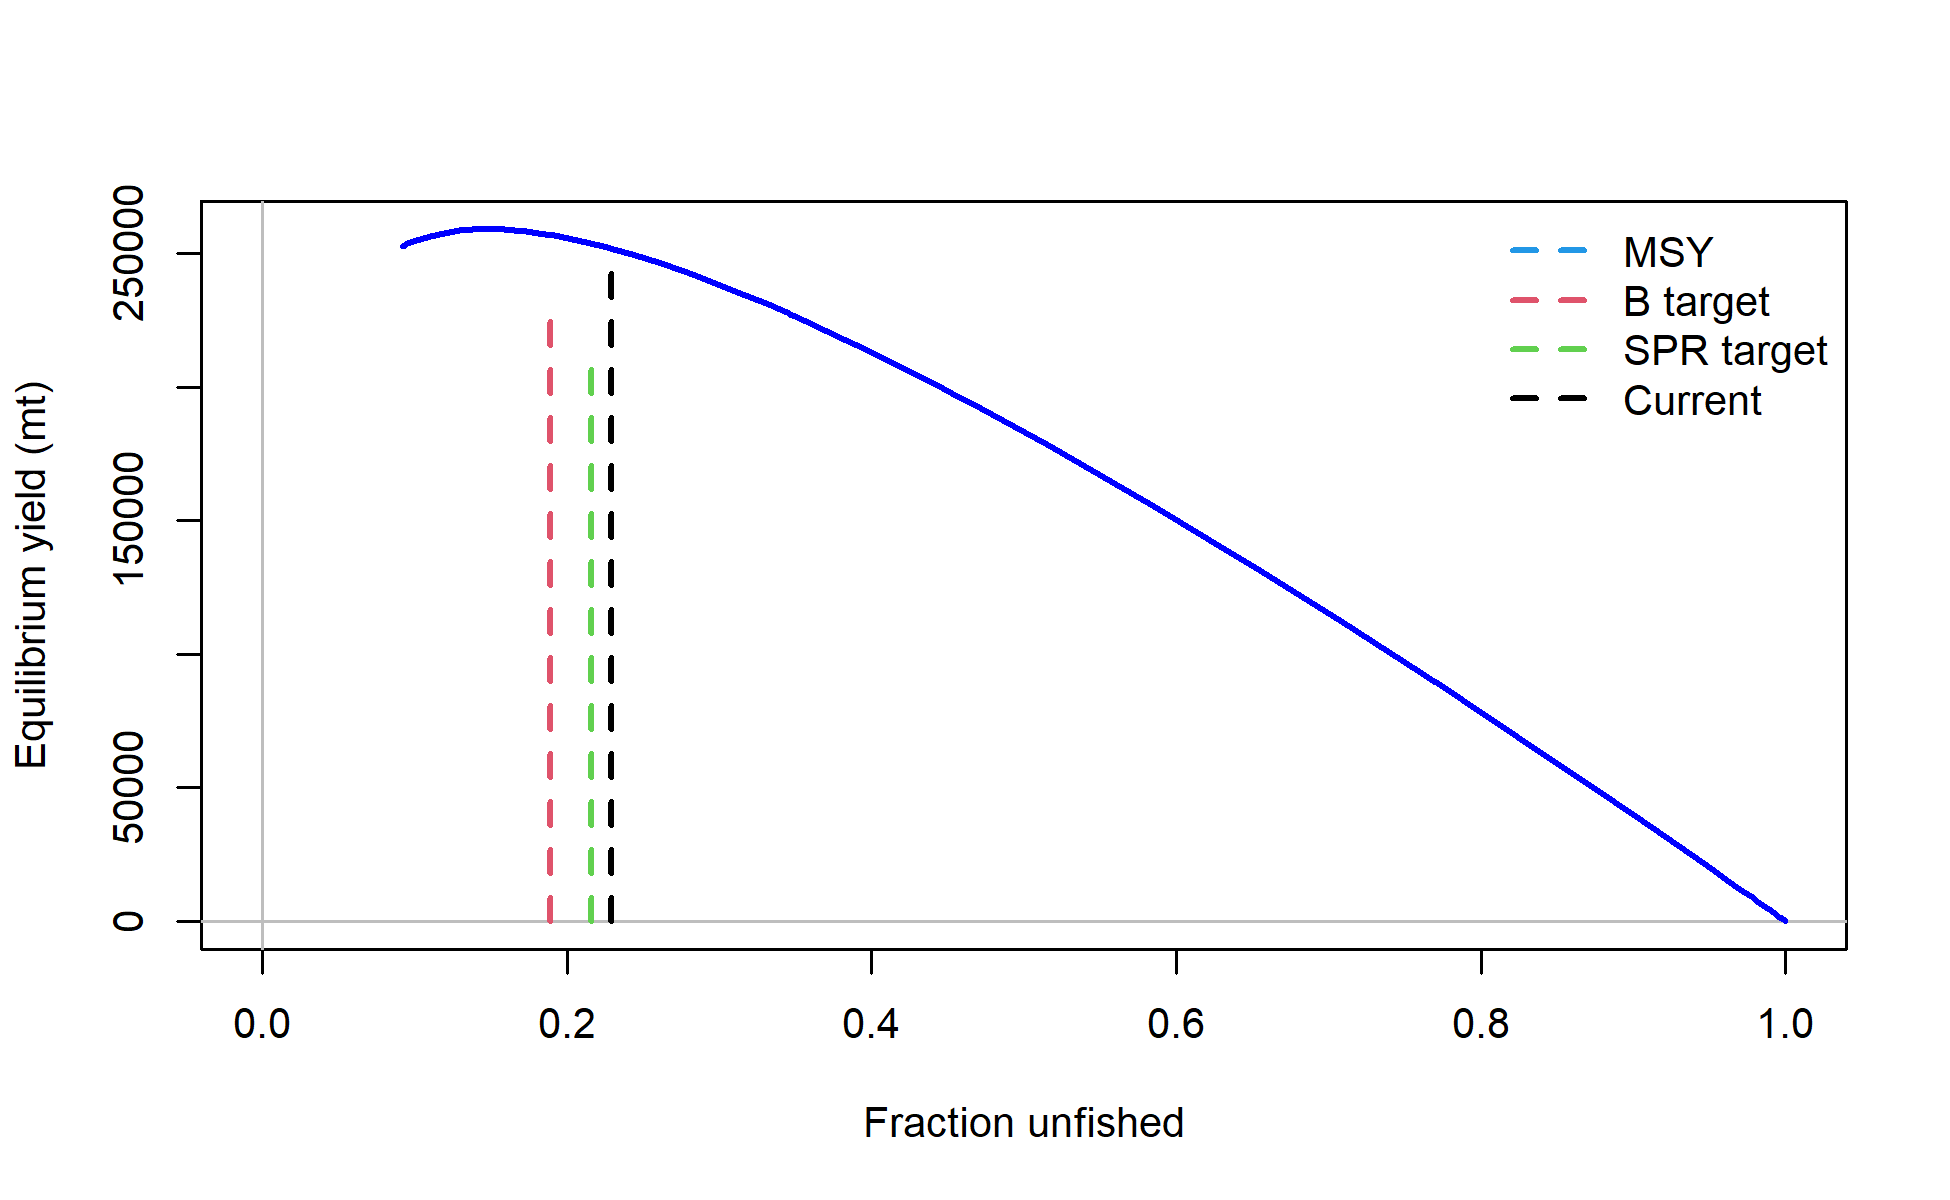 Equilibrium yield (mt)
250000
150000
50000
0
MSY
B target
SPR target
Current
0.0 0.2 0.4 0.6 0.8 1.0
Fraction unfished